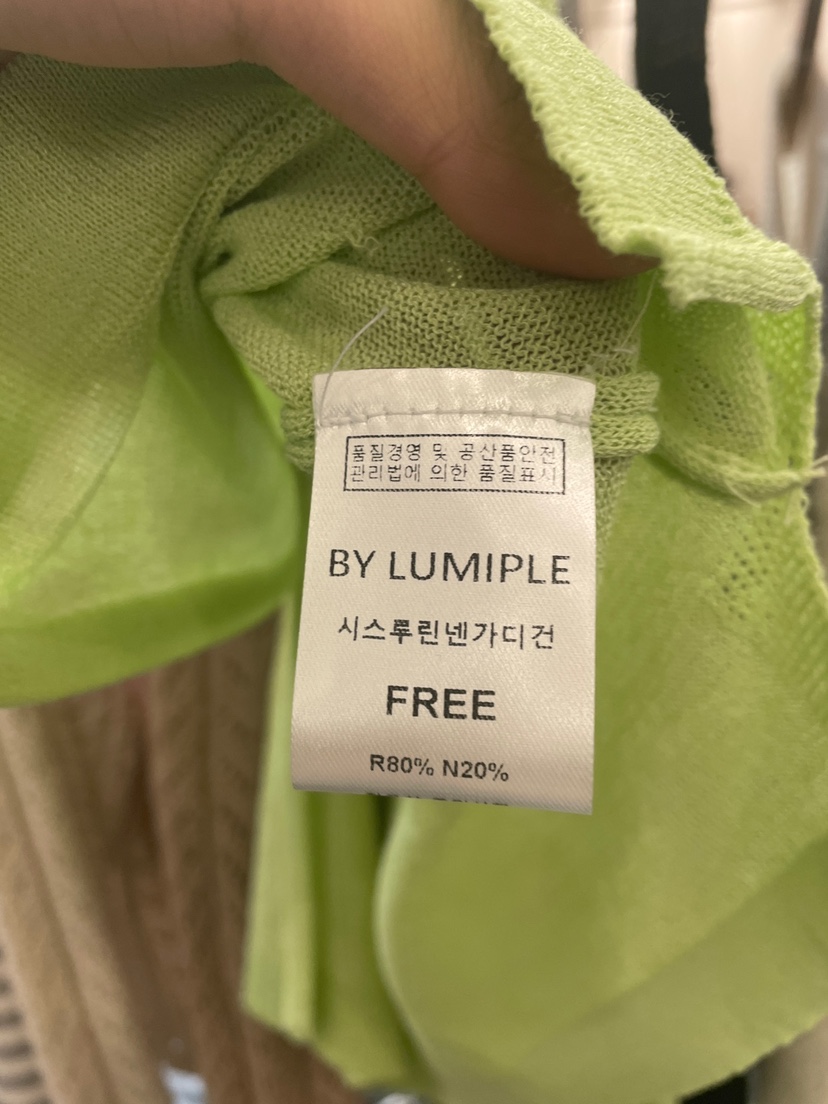 품질경영 및 공산품안전
관리법에 의한 품질표시
BY LUMIPLE
시스루린넨가디건
FREE
R80% N20%